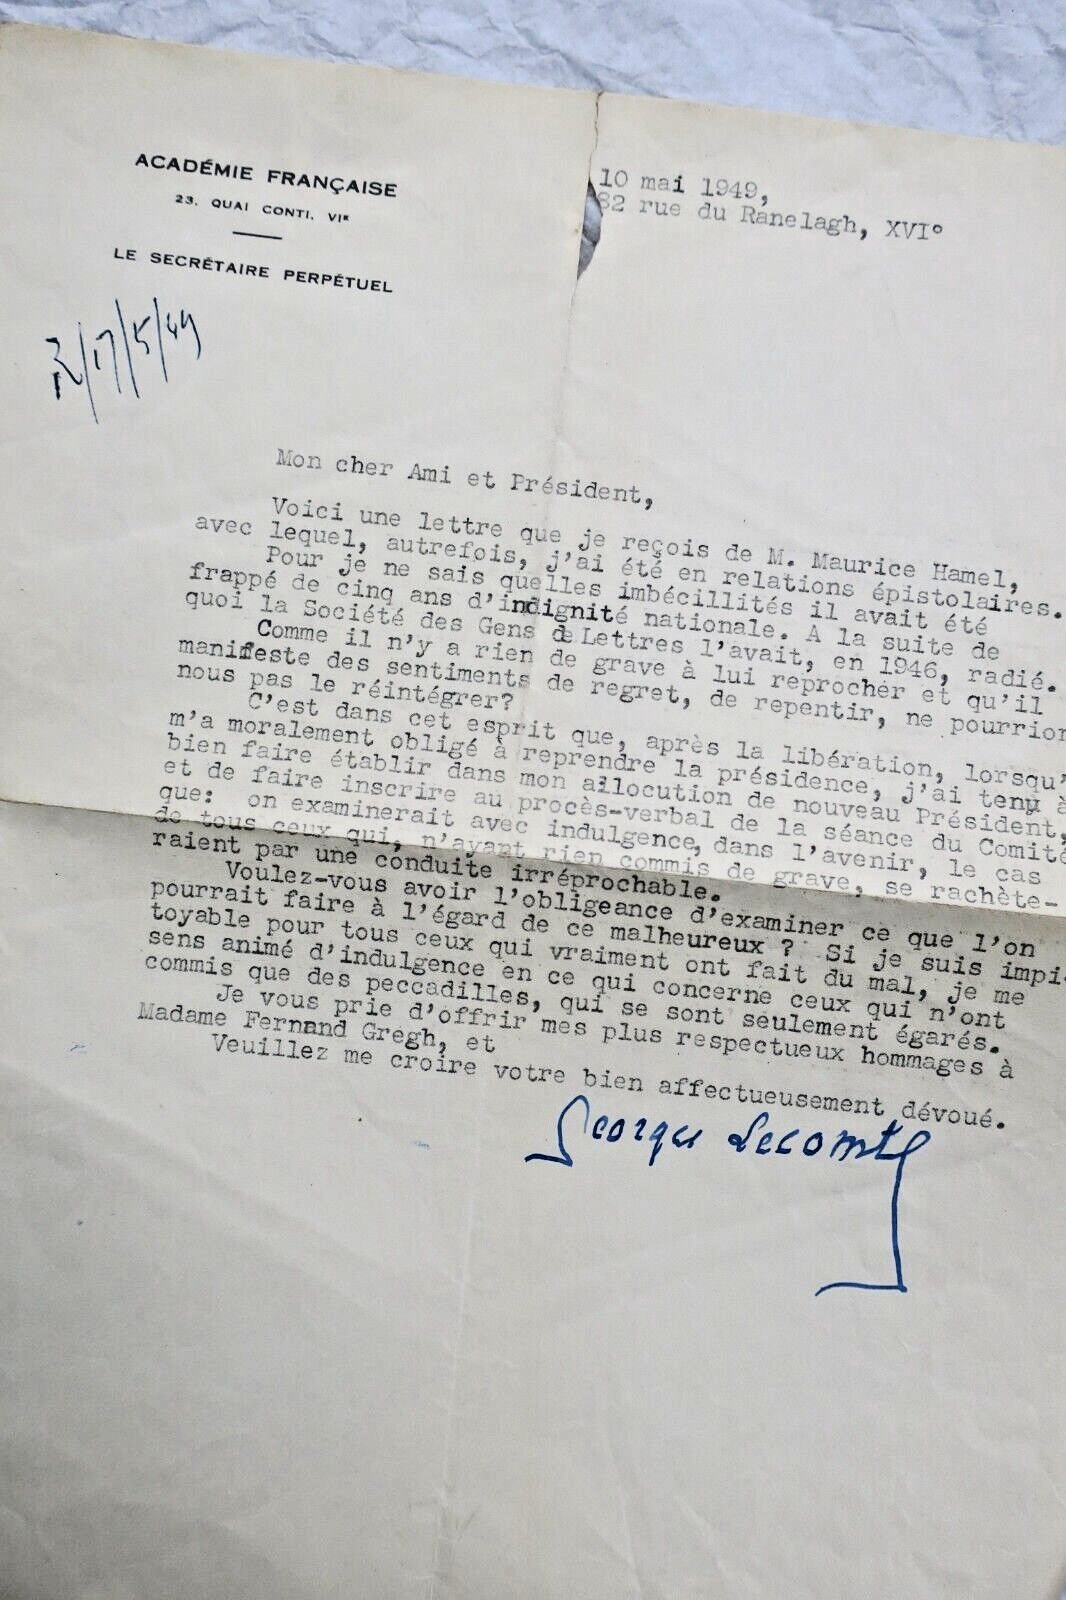 ACADÉMIE FRANÇAISE
23, QUAI CONTI, VIE
LE SECRÉTAIRE PERPÉTUEL
10 mai 1949,
82 rue du Ranelagh, XVI°
/17/5/49
Mon cher Ami et Président,
Voici une lettre que je reçois de M. Maurice Hamel,
avec lequel, autrefois, j'ai été en relations épistolaires.
Pour je ne sais quelles imbécillités il avait été
frappé de cinq ans d'indignité nationale. A la suite de
quoi la Société des Gens de Lettres l'avait, en 1946, radié.
Comme il n'y a rien de grave à lui reprocher et qu'il
manifeste des sentiments de regret, de repentir, ne pourrion
nous pas le réintégrer?
C'est dans cet esprit que, après la libération, lorsqu'
m'a moralement obligé à reprendre la présidence, j'ai tenu à
bien faire établir dans mon allocution de nouveau Président,
et de faire inscrire au procès-verbal de la séance du Comité
que: on examinerait avec indulgence, dans l'avenir, le cas
de tous ceux qui, n'ayant rien commis de grave, se rachète-
raient par une conduite irréprochable.
Voulez-vous avoir l'obligeance d'examiner ce que l'on
pourrait faire à l'égard de ce malheureux ? Si je suis impi-
toyable pour tous ceux qui vraiment ont fait du mal, je me
sens animé d'indulgence en ce qui concerne ceux qui n'ont
commis que des peccadilles, qui se sont seulement égarés.
Je vous prie d'offrir mes plus respectueux hommages à
Madame Fernand Gregh, et
Veuillez me croire votre bien affectueusement dévoué.
Georges Lecomte